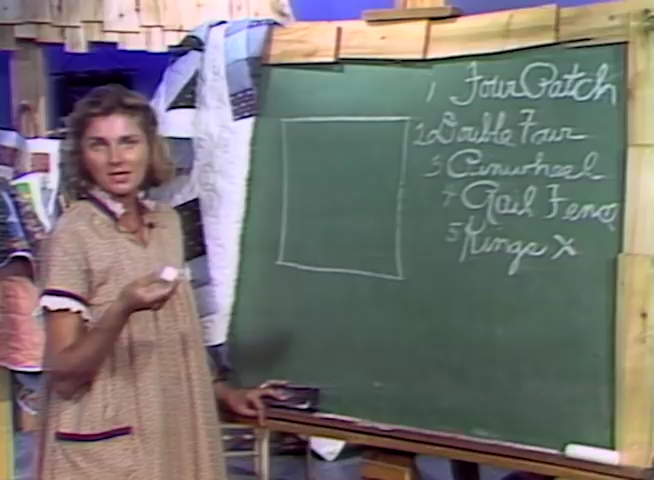 1 Four Patch
2 Double Four
3 Pinwheel
4 Rail Fence
5 Kings X